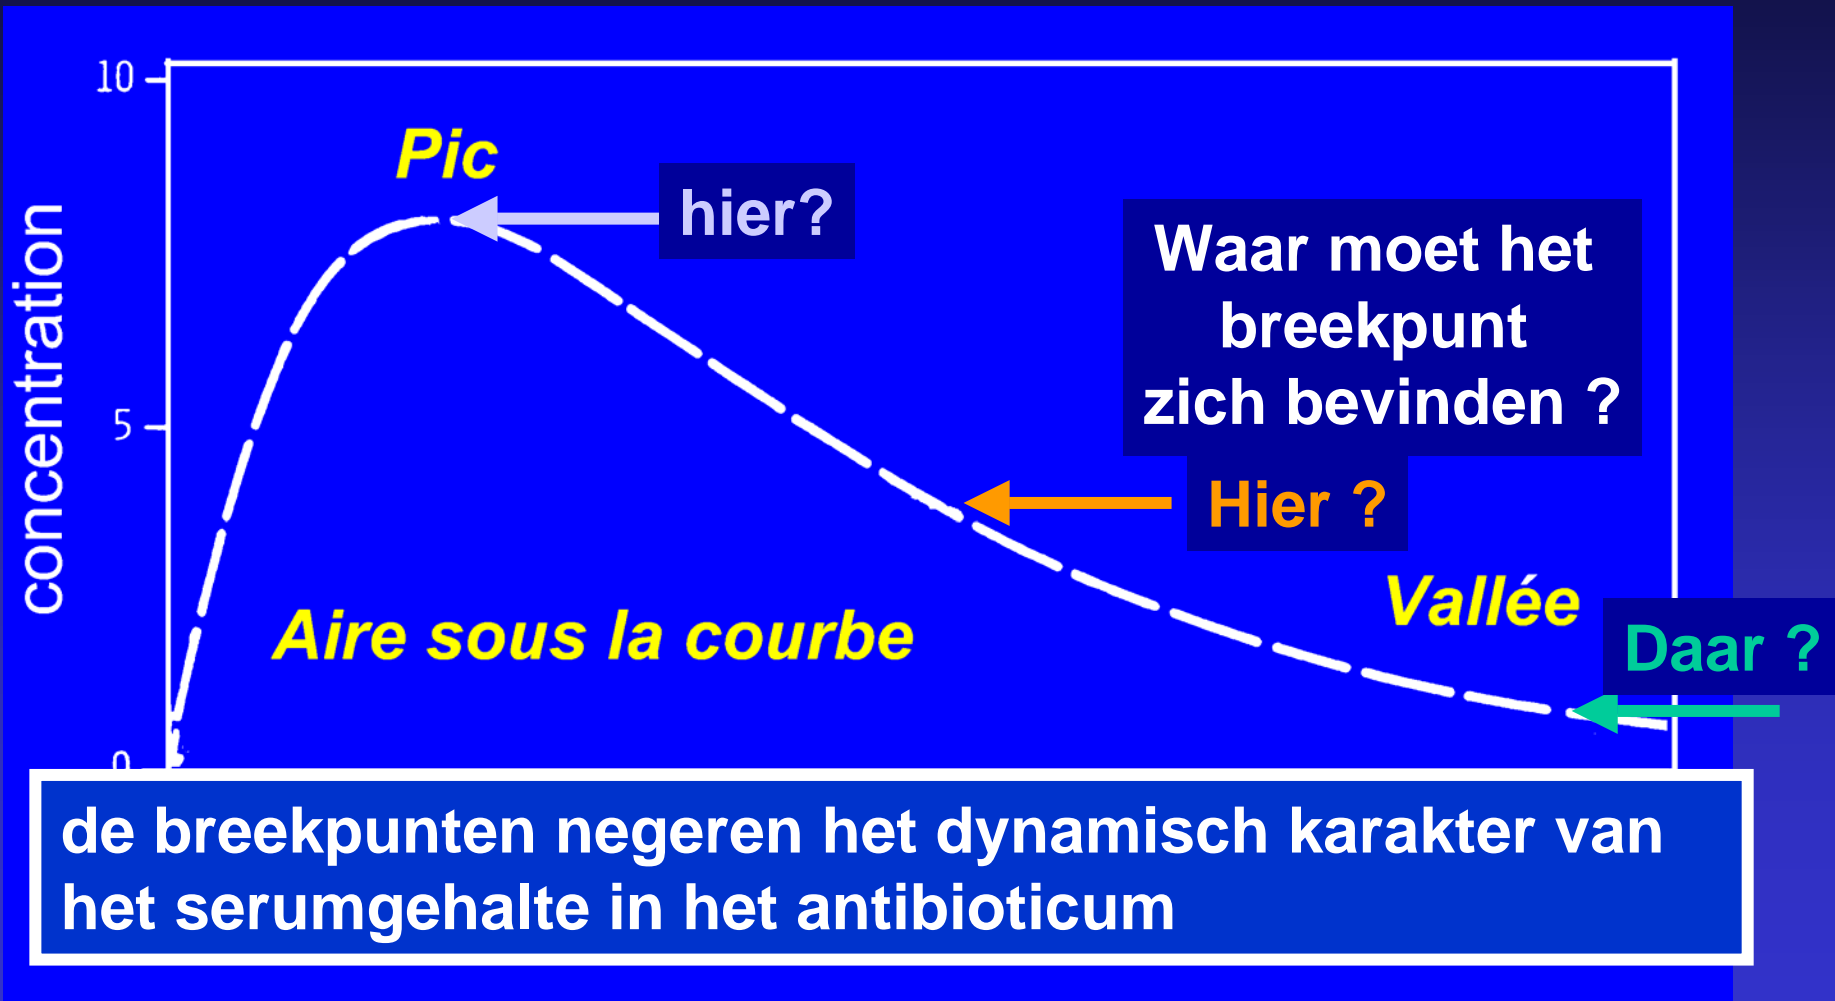 10
Pic
hier?
Waar moet het
breekpunt
zich bevinden ?
concentration
5
Hier ?
Vallée
Aire sous la courbe
Daar ?
0
de breekpunten negeren het dynamisch karakter van
het serumgehalte in het antibioticum